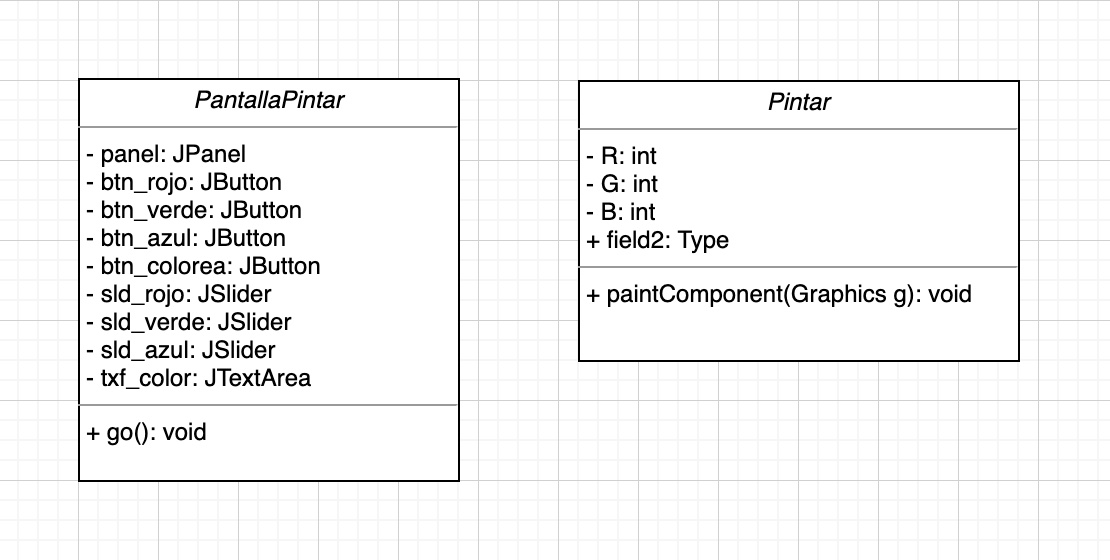 PantallaPintar
- panel: JPanel
- btn_rojo: JButton
- btn_verde: JButton
- btn_azul: JButton
- btn_colorea: JButton
- sld_rojo: JSlider
- sld_verde: JSlider
- sld_azul: JSlider
- txf_color: JTextArea
+ go(): void
Pintar
- R: int
- G: int
- B: int
+ field2: Type
+ paintComponent(Graphics g): void